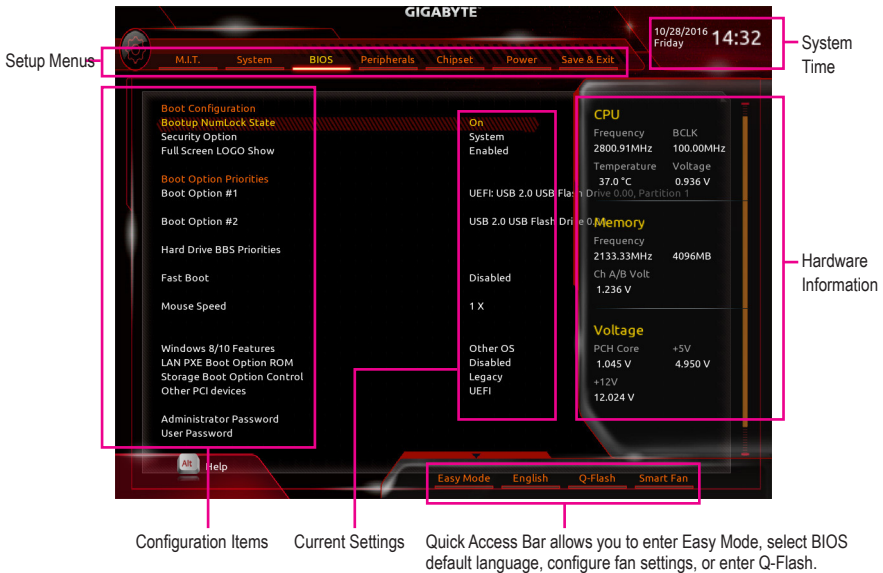 GIGABYTE
10/28/2016
Friday
14:32
System
Time
Setup Menus
M.I.T. System BIOS Peripherals Chipset Power Save & Exit
Boot Configuration
Bootup NumLock State On
Security Option System
Full Screen LOGO Show Enabled
Boot Option Priorities
Boot Option #1 UEFI: USB 2.0 USB Flash Drive 0.00, Partition 1
Boot Option #2 USB 2.0 USB Flash Drive
Hard Drive BBS Priorities
Fast Boot Disabled
Mouse Speed 1 X
Windows 8/10 Features Other OS
LAN PXE Boot Option ROM Disabled
Storage Boot Option Control Legacy
Other PCI devices UEFI
Administrator Password
User Password
CPU
Frequency BCLK
2800.91MHz 100.00MHz
Temperature Voltage
37.0 °C 0.936 V
Memory
Frequency
2133.33MHz 4096MB
Ch A/B Volt
1.236 V
Voltage
PCH Core +5V
1.045 V 4.950 V
+12V
12.024 V
Hardware
Information
Alt Help
Easy Mode English Q-Flash Smart Fan
Configuration Items
Current Settings
Quick Access Bar allows you to enter Easy Mode, select BIOS
default language, configure fan settings, or enter Q-Flash.